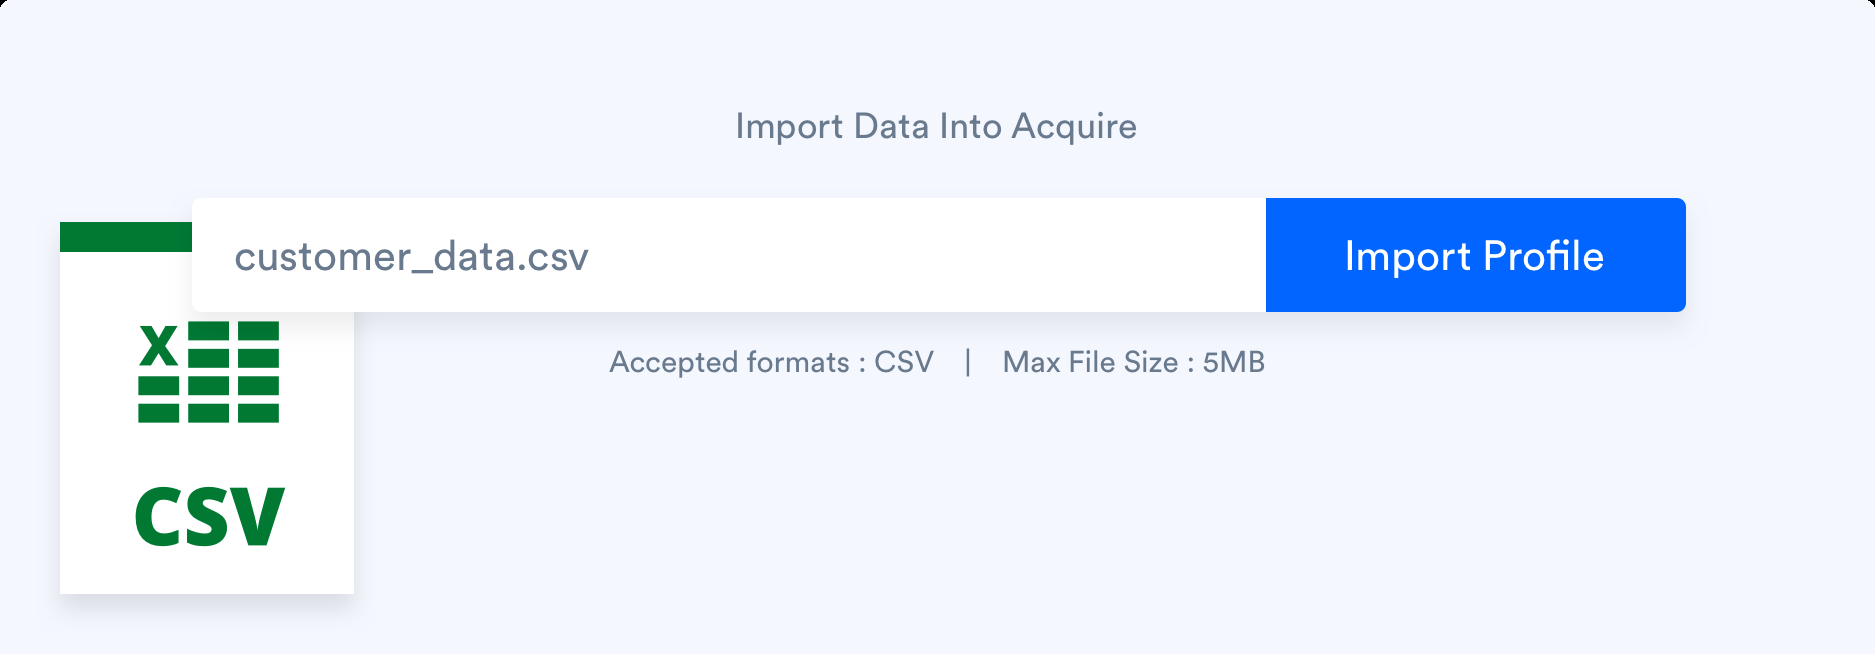 Import Data Into Acquire
customer_data.csv
Import Profile
Accepted formats : CSV | Max File Size : 5MB
X
CSV